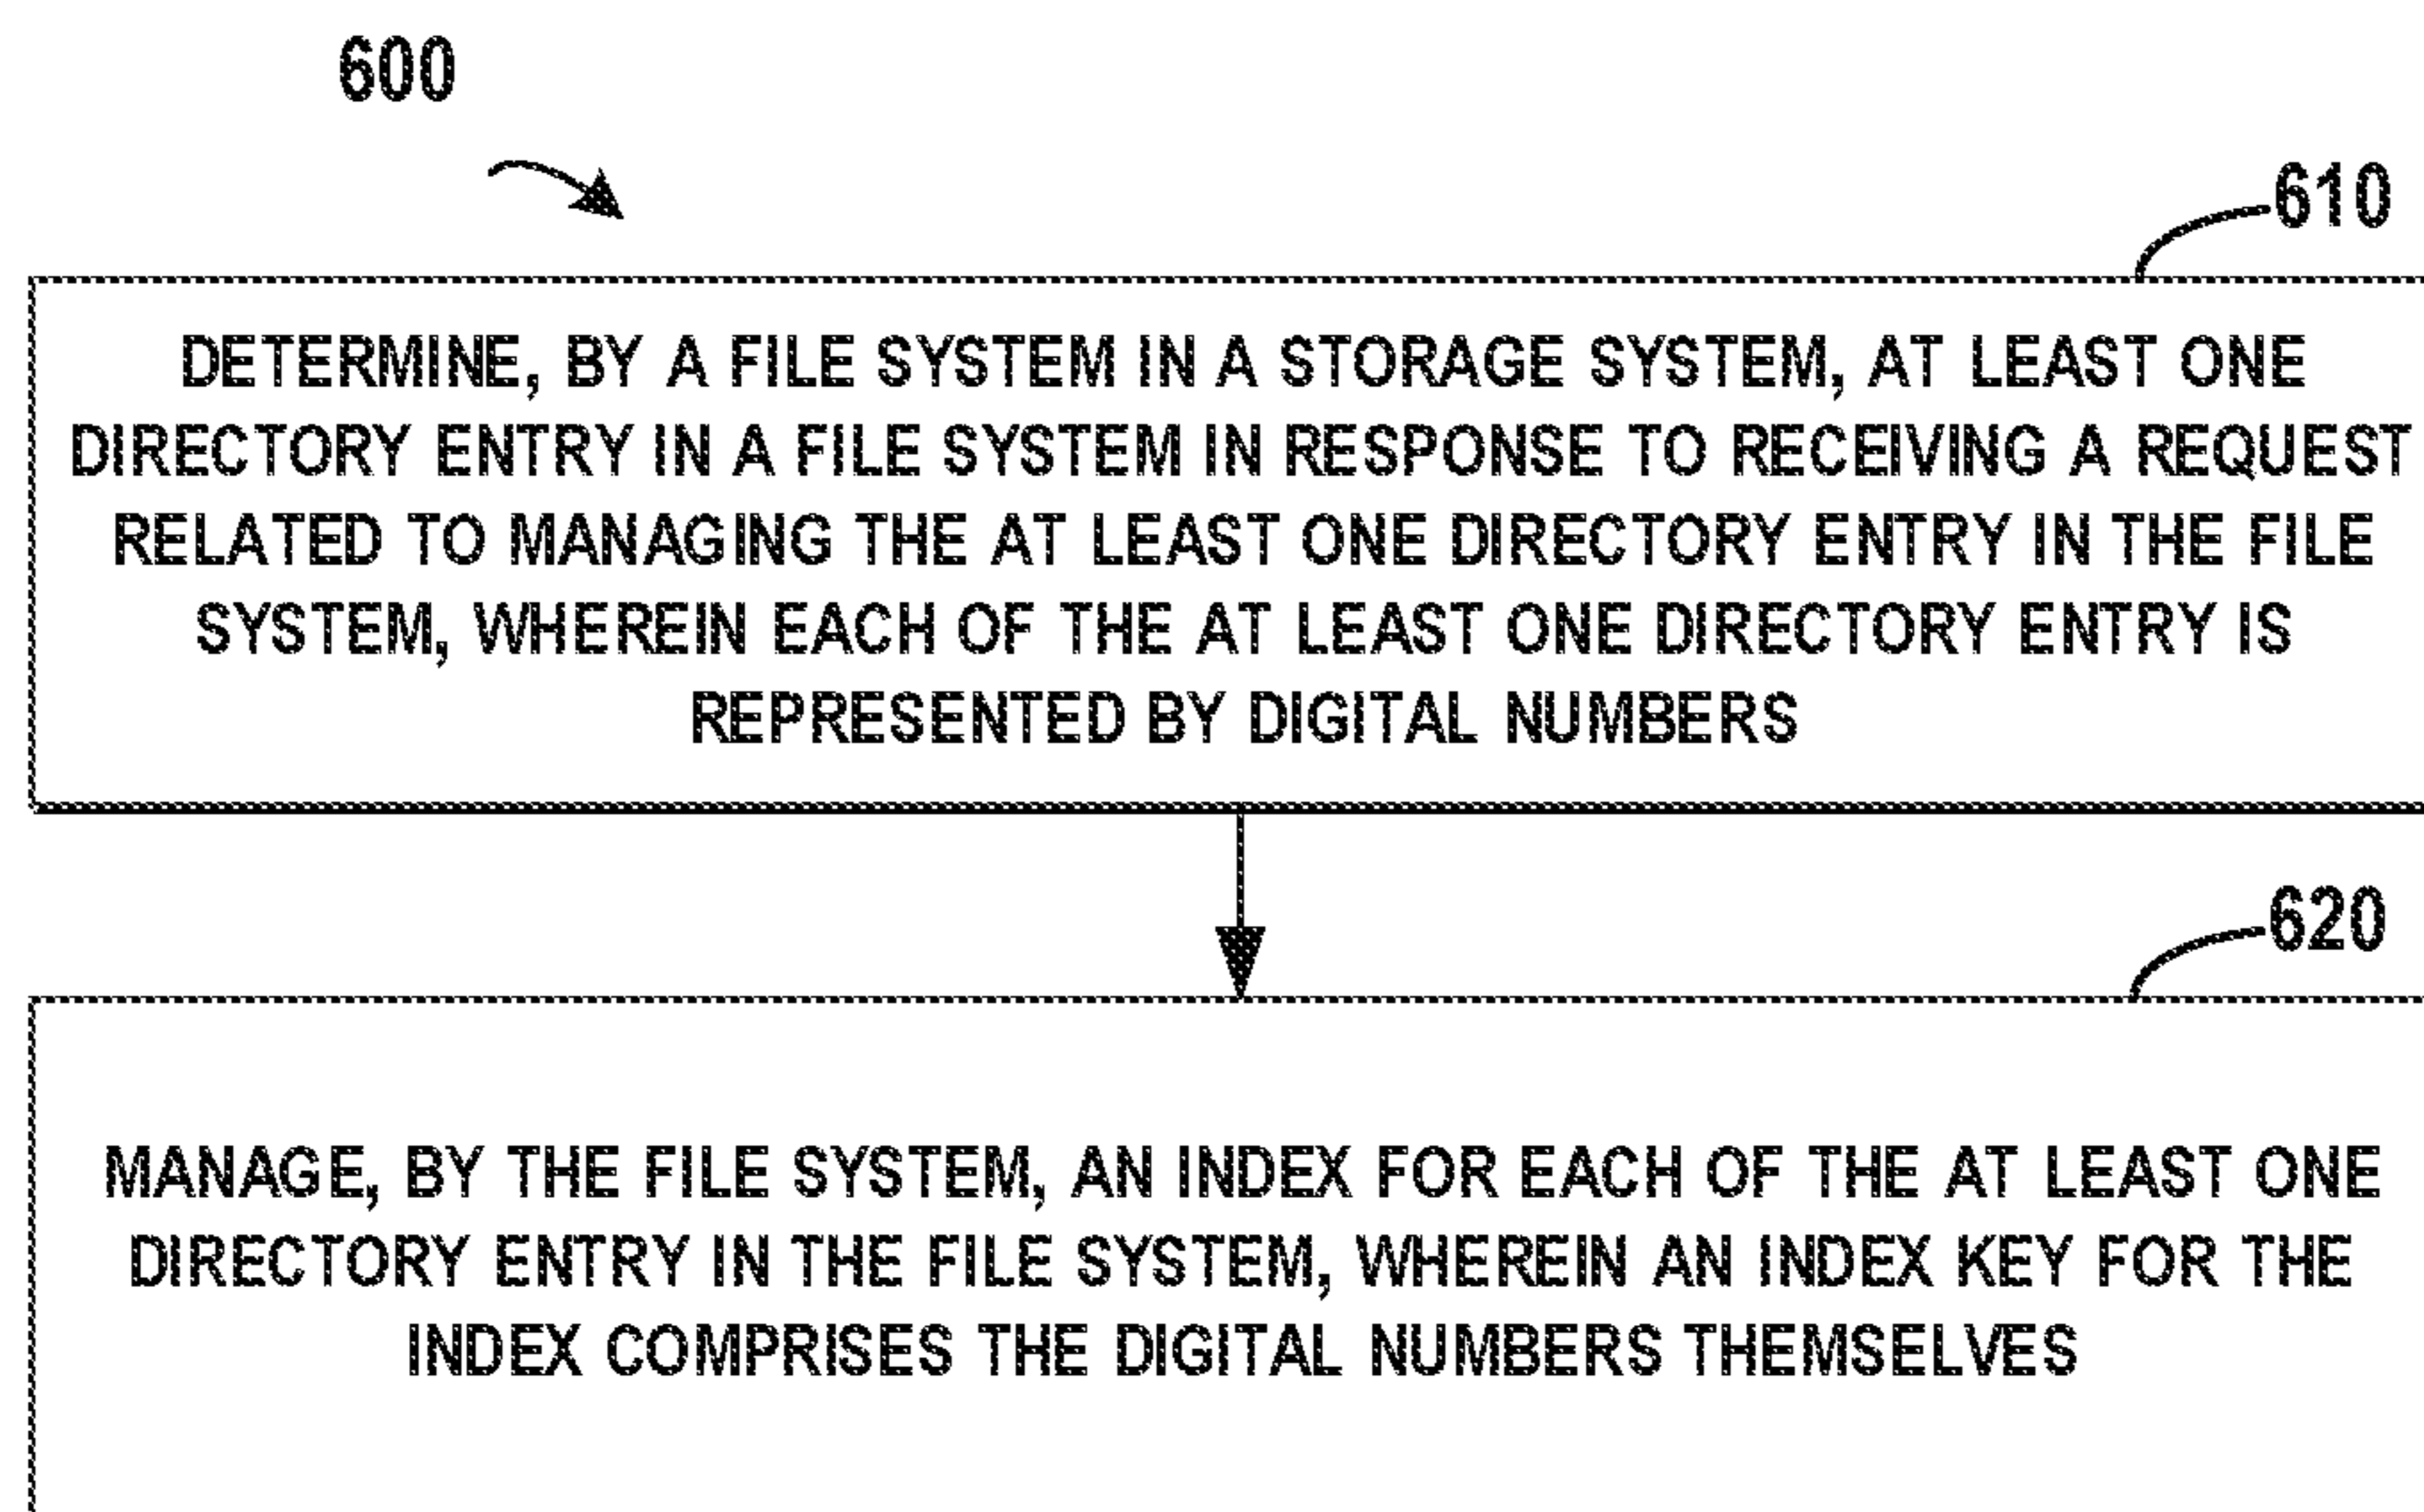 600
610
DETERMINE, BY A FILE SYSTEM IN A STORAGE SYSTEM, AT LEAST ONE
DIRECTORY ENTRY IN A FILE SYSTEM IN RESPONSE TO RECEIVING A REQUEST
RELATED TO MANAGING THE AT LEAST ONE DIRECTORY ENTRY IN THE FILE
SYSTEM, WHEREIN EACH OF THE AT LEAST ONE DIRECTORY ENTRY IS
REPRESENTED BY DIGITAL NUMBERS
620
MANAGE, BY THE FILE SYSTEM, AN INDEX FOR EACH OF THE AT LEAST ONE
DIRECTORY ENTRY IN THE FILE SYSTEM, WHEREIN AN INDEX KEY FOR THE
INDEX COMPRISES THE DIGITAL NUMBERS THEMSELVES